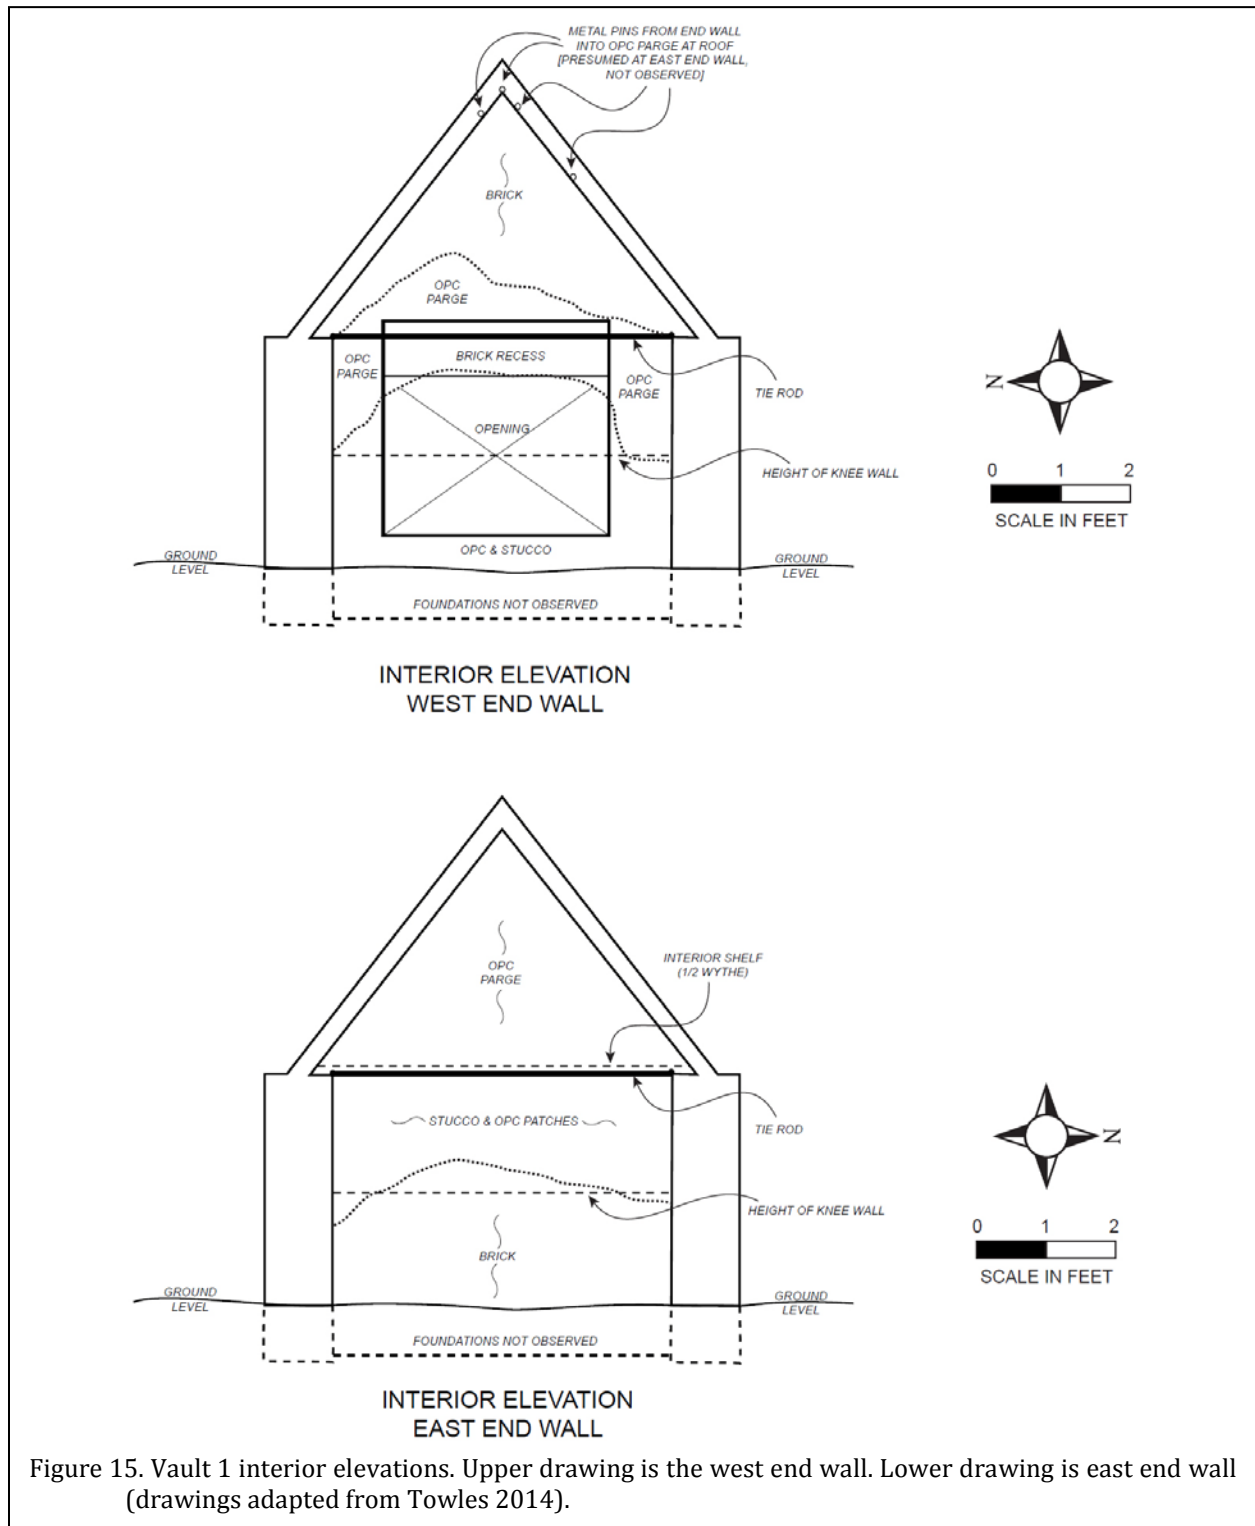 METAL PINS FROM END WALL
INTO OPC PARGE AT ROOF
[PRESUMED AT EAST END WALL,
NOT OBSERVED]
BRICK
OPC
PARGE
OPC
PARGE
BRICK RECESS
OPC
PARGE
TIE ROD
OPENING
HEIGHT OF KNEE WALL
OPC & STUCCO
GROUND
LEVEL
GROUND
LEVEL
FOUNDATIONS NOT OBSERVED
N
0 1 2
SCALE IN FEET
INTERIOR ELEVATION
WEST END WALL
OPC
PARGE
INTERIOR SHELF
(1/2 WYTHE)
STUCCO & OPC PATCHES
TIE ROD
HEIGHT OF KNEE WALL
BRICK
GROUND
LEVEL
GROUND
LEVEL
FOUNDATIONS NOT OBSERVED
N
0 1 2
SCALE IN FEET
INTERIOR ELEVATION
EAST END WALL
Figure 15. Vault 1 interior elevations. Upper drawing is the west end wall. Lower drawing is east end wall
(drawings adapted from Towles 2014).